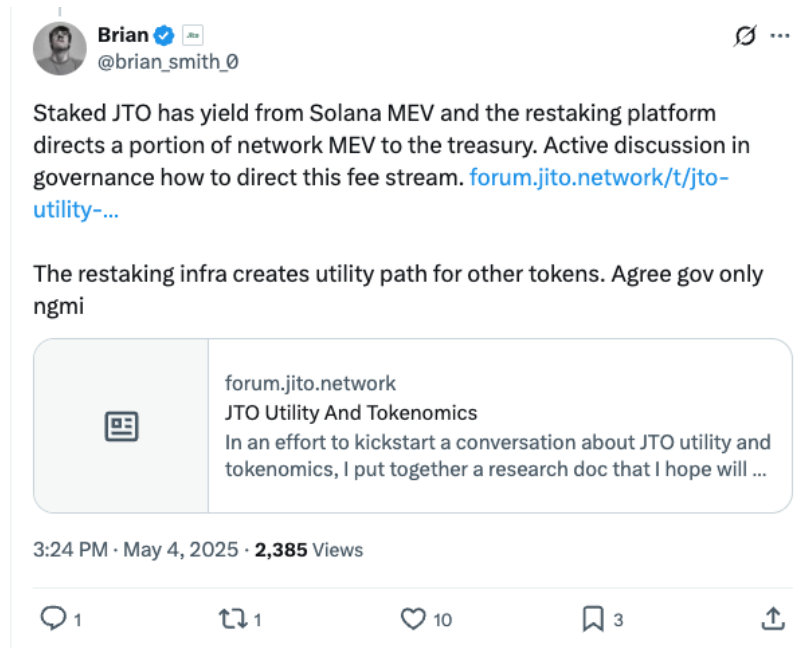 Brian
@brian_smith_0
Staked JTO has yield from Solana MEV and the restaking platform
directs a portion of network MEV to the treasury. Active discussion in
governance how to direct this fee stream. forum.jito.network/t/jto-
utility-...
The restaking infra creates utility path for other tokens. Agree gov only
ngmi
forum.jito.network
JTO Utility And Tokenomics
In an effort to kickstart a conversation about JTO utility and
tokenomics, I put together a research doc that I hope will ...
3:24 PM · May 4, 2025 · 2,385 Views
1 1 10 3